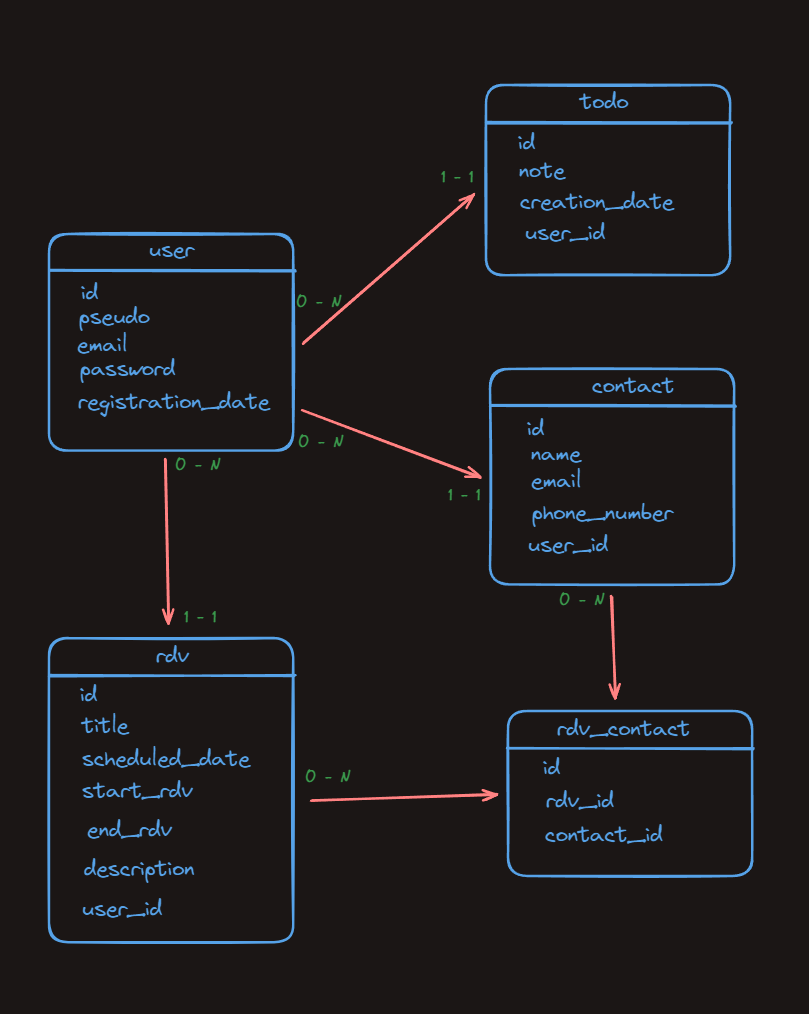 todo
id
note
creation_date
user_id
1 - 1
user
id
pseudo
email
password
registration_date
0 - N
0 - N
0 - N
contact
id
name
email
phone_number
user_id
1 - 1
0 - N
1 - 1
rdv
id
title
scheduled_date
start_rdv
end_rdv
description
user_id
0 - N
rdv_contact
id
rdv_id
contact_id